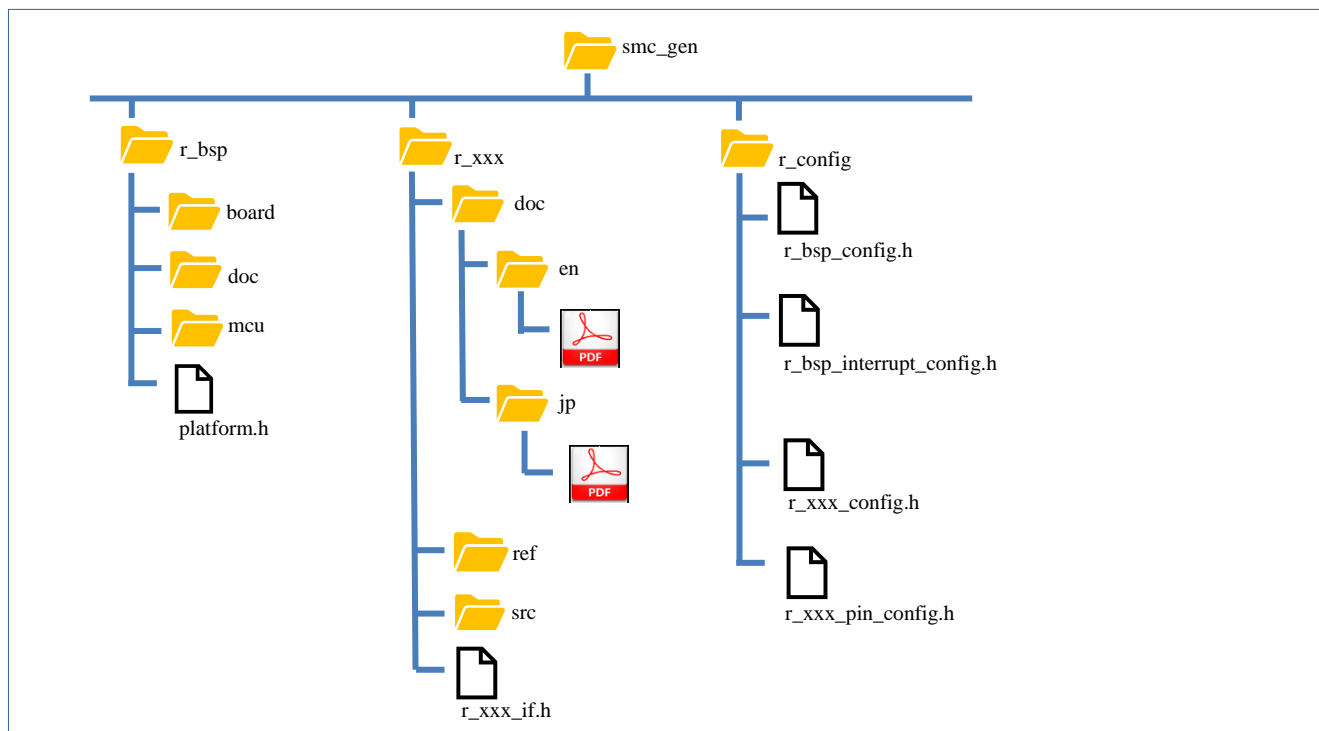 smc_gen
r_bsp
board
doc
mcu
platform.h
r_xxx
doc
en
PDF
jp
PDF
ref
src
r_xxx_if.h
r_config
r_bsp_config.h
r_bsp_interrupt_config.h
r_xxx_config.h
r_xxx_pin_config.h